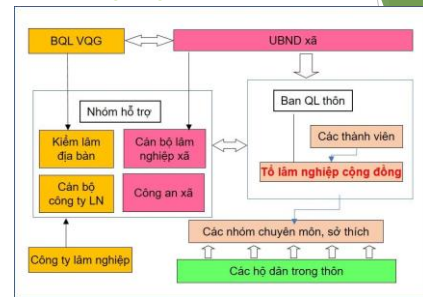 BQL VQG
UBND xã
Nhóm hỗ trợ
Kiểm lâm
địa bàn
Cán bộ lâm
nghiệp xã
Cán bộ
công ty LN
Công an xã
Công ty lâm nghiệp
Ban QL thôn
Các thành viên
Tổ lâm nghiệp cộng đồng
Các nhóm chuyên môn, sở thích
Các hộ dân trong thôn